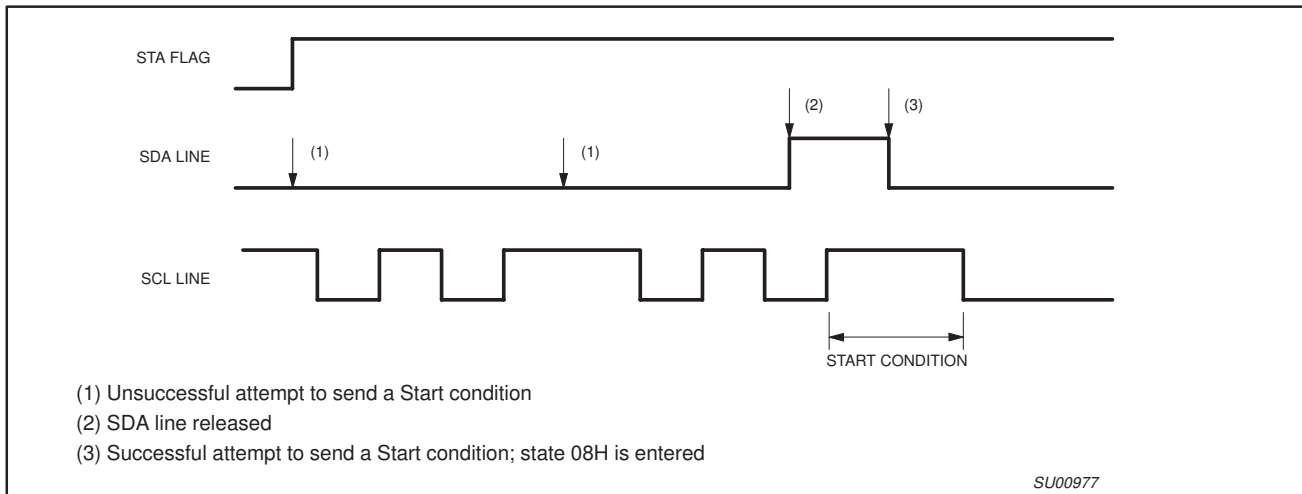 STA FLAG
(2)
(3)
SDA LINE
(1)
(1)
SCL LINE
START CONDITION
(1) Unsuccessful attempt to send a Start condition
(2) SDA line released
(3) Successful attempt to send a Start condition; state 08H is entered
SU00977